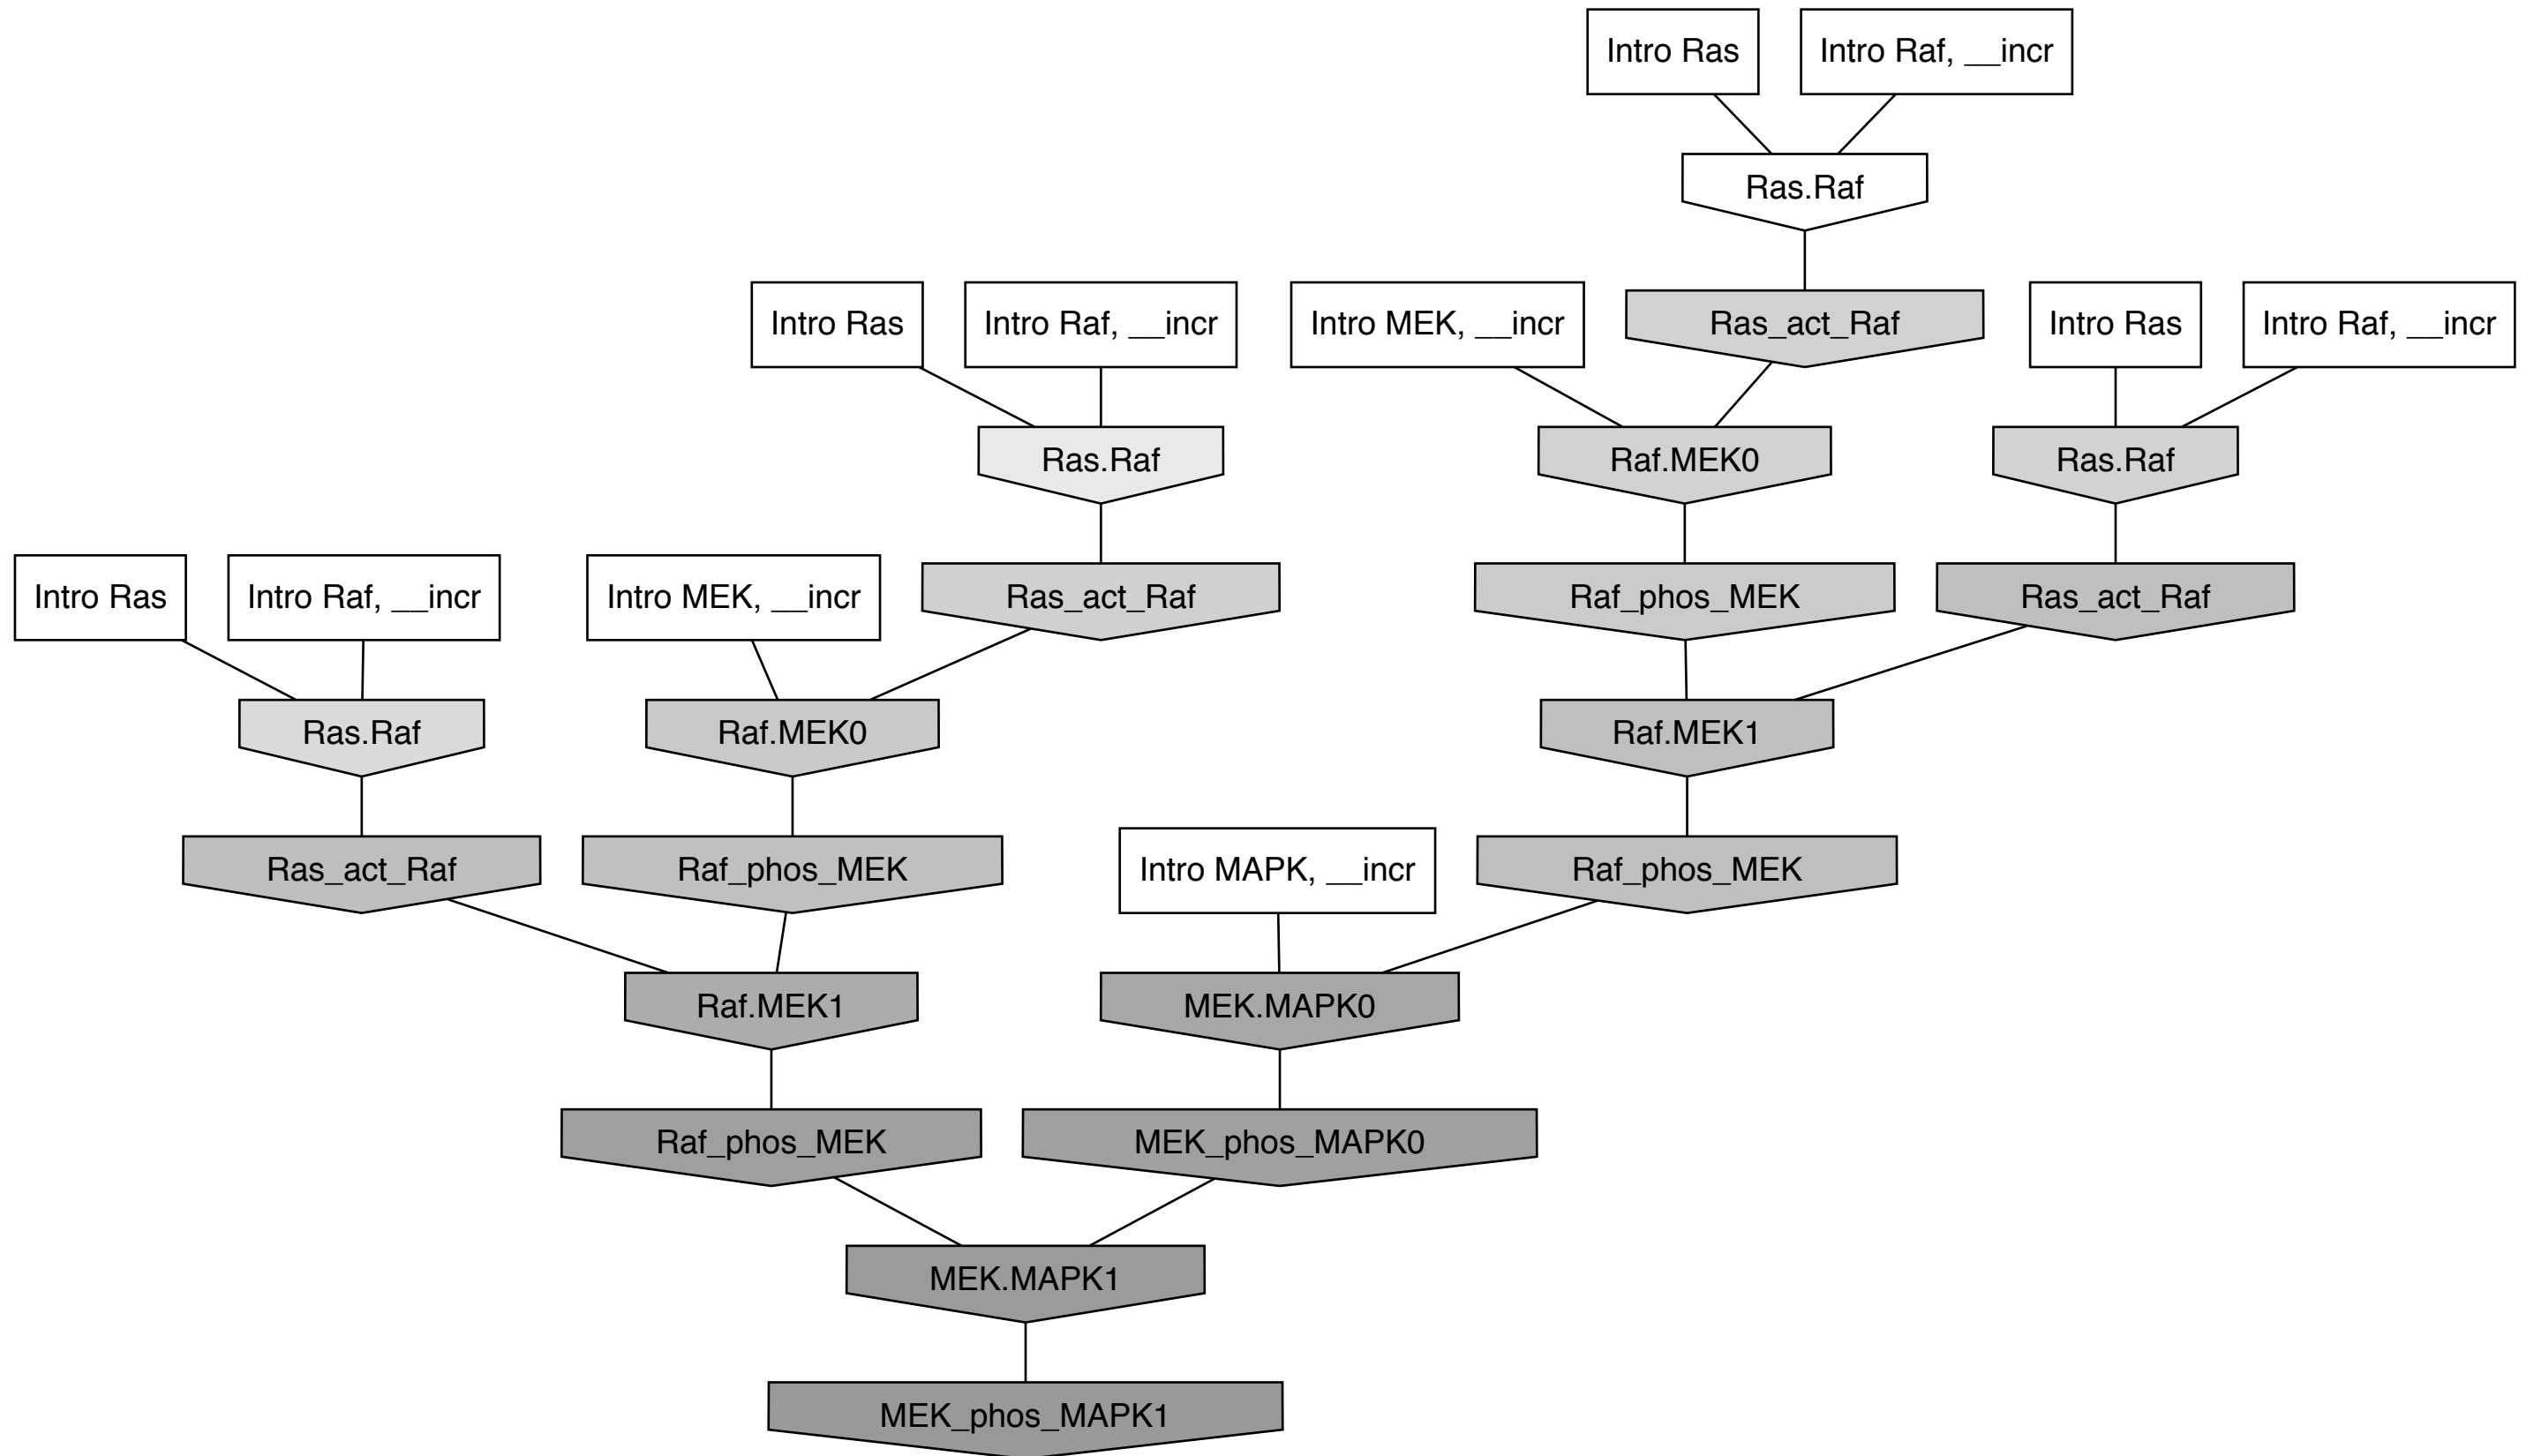 Intro Ras
Intro Raf, __incr
Ras.Raf
Intro Ras
Intro Raf, __incr
Intro MEK, __incr
Ras_act_Raf
Intro Ras
Intro Raf, __incr
Ras.Raf
Raf.MEK0
Ras.Raf
Intro Ras
Intro Raf, __incr
Intro MEK, __incr
Ras_act_Raf
Raf_phos_MEK
Ras_act_Raf
Ras.Raf
Raf.MEK0
Raf.MEK1
Ras_act_Raf
Raf_phos_MEK
Intro MAPK, __incr
Raf_phos_MEK
Raf.MEK1
MEK.MAPK0
Raf_phos_MEK
MEK_phos_MAPK0
MEK.MAPK1
MEK_phos_MAPK1